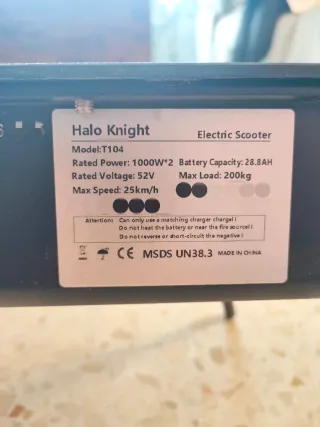 Halo Knight
Electric Scooter
Model:T104
Rated Power: 1000W*2 Battery Capacity: 28.8AH
Rated Voltage: 52V Max Load: 200kg
Max Speed: 25km/h
Attention: Can only use a matching charger chargel !
Do not heat the battery or near the fire sourcel !
Do not reverse or short-circuit the negative !
CE MSDS UN38.3 MADE IN CHINA